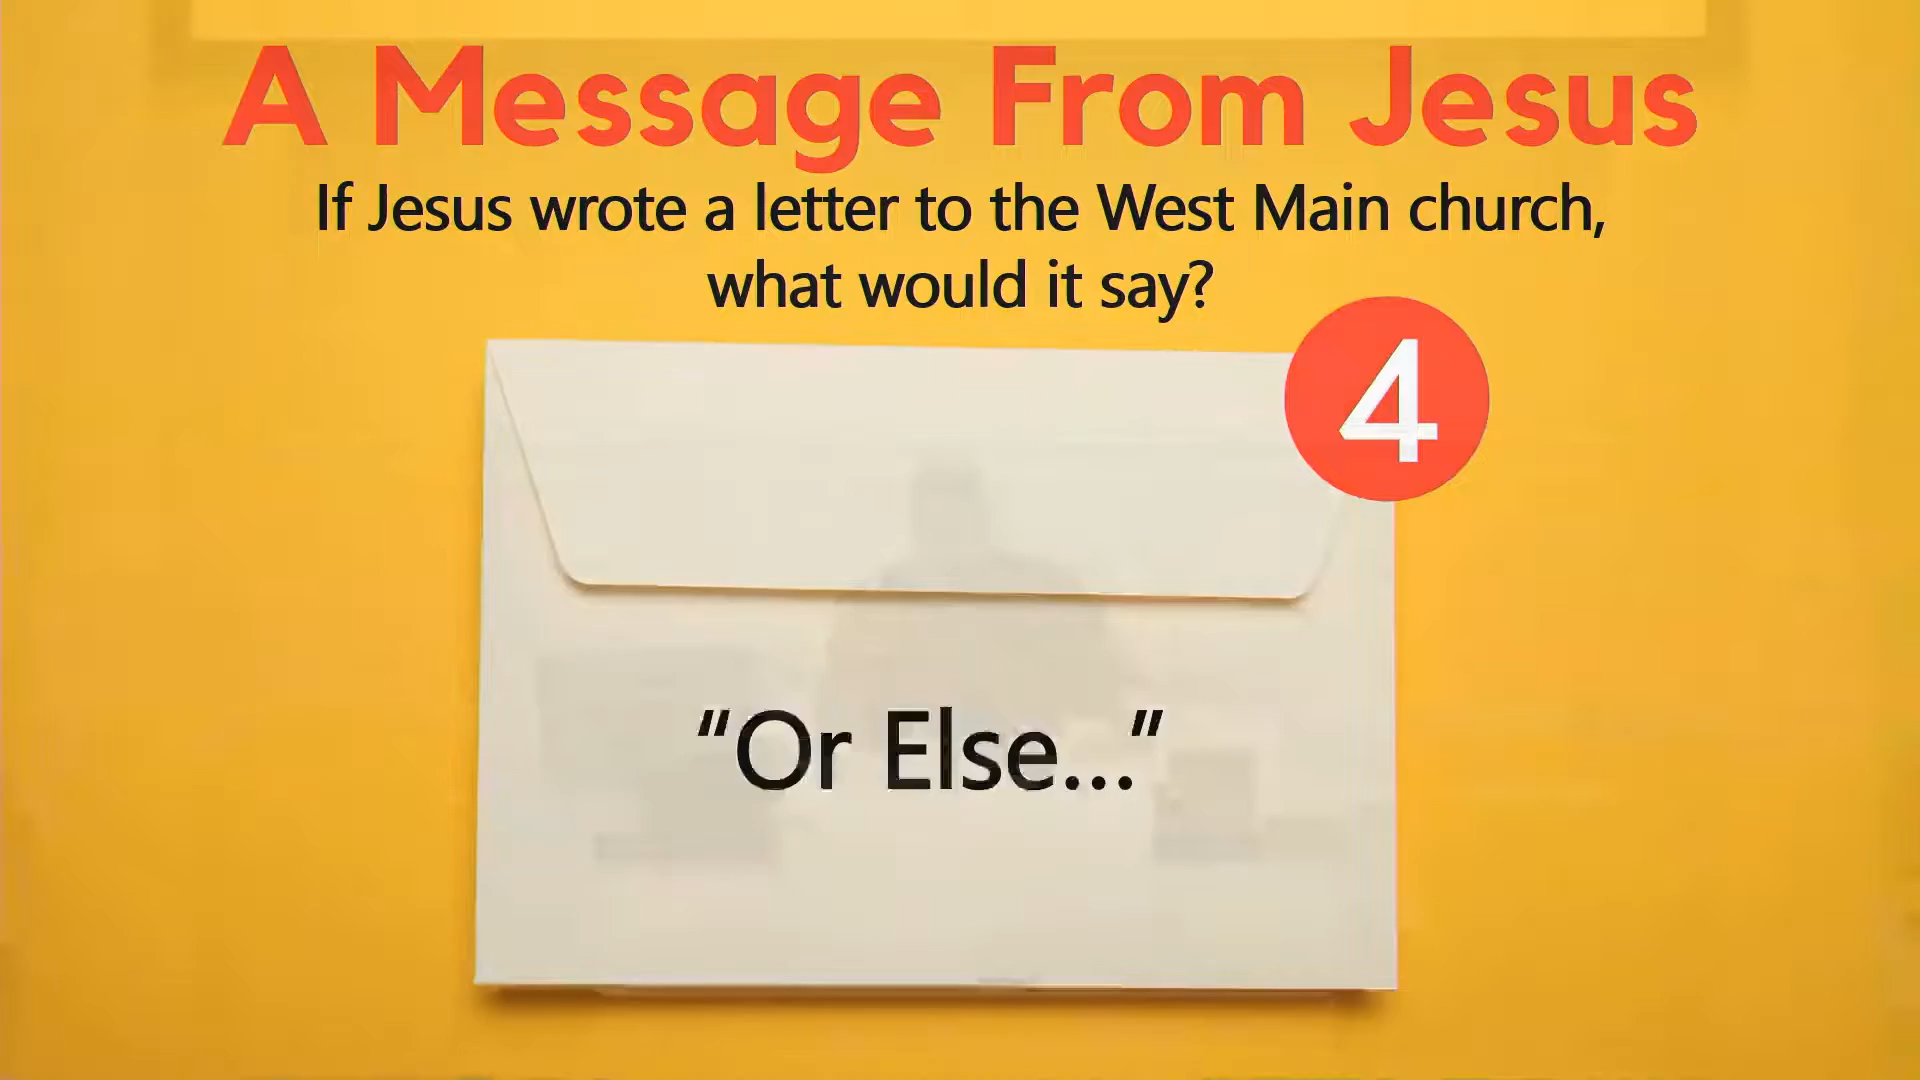 A Message From Jesus
If Jesus wrote a letter to the West Main church,
what would it say?
4
“Or Else...”